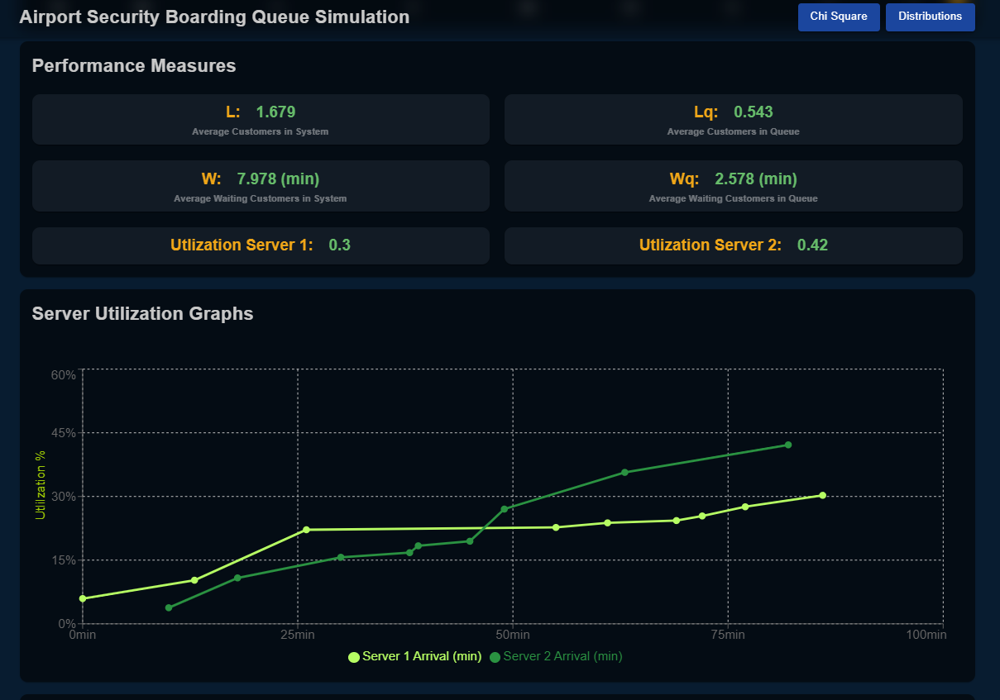 Airport Security Boarding Queue Simulation
Chi Square
Distributions
Performance Measures
L: 1.679
Average Customers in System
Lq: 0.543
Average Customers in Queue
W: 7.978 (min)
Average Waiting Customers in System
Wq: 2.578 (min)
Average Waiting Customers in Queue
Utlization Server 1: 0.3
Utlization Server 2: 0.42
Server Utilization Graphs
60%
45%
30%
15%
0%
Utlilzation %
0min
25min
50min
75min
100min
Server 1 Arrival (min)
Server 2 Arrival (min)